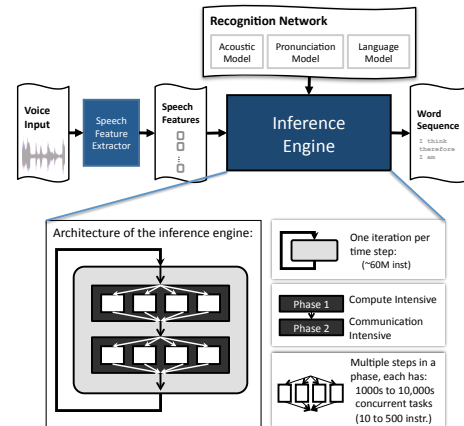 Recognition Network
Acoustic
Model
Pronunciation
Model
Language
Model
Voice
Input
Speech
Feature
Extractor
Speech
Features
Inference
Engine
Word
Sequence
I think
therefore
I am
Architecture of the inference engine:
One iteration per
time step:
(~60M inst)
Phase 1
Compute Intensive
Phase 2
Communication
Intensive
Multiple steps in a
phase, each has:
1000s to 10,000s
concurrent tasks
(10 to 500 instr.)